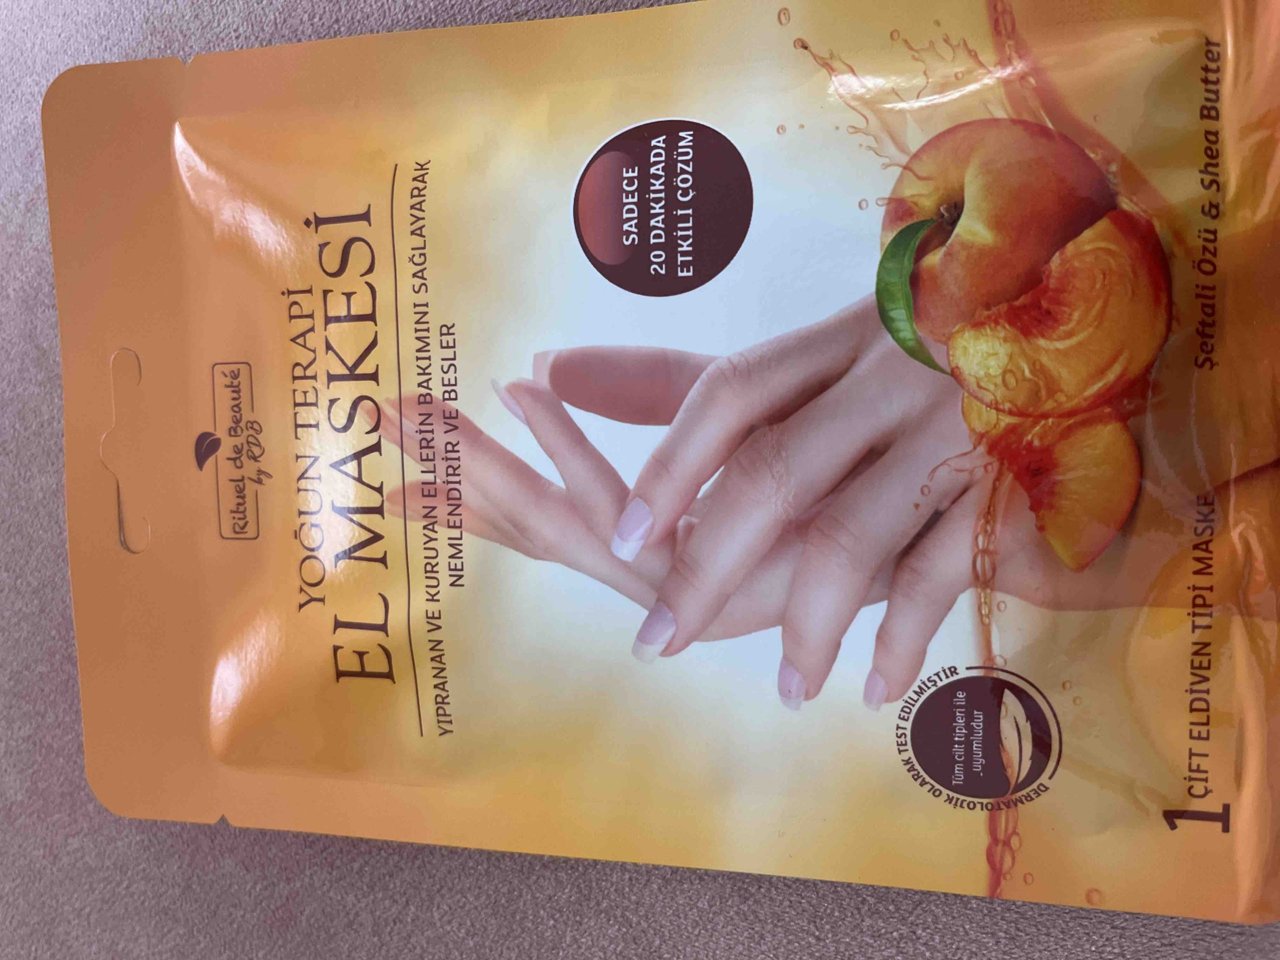 Rituel de Beauté
by RDB
YOĞUN TERAPİ
EL MASKESİ
YIPRANAN VE KURUYAN ELLERİN BAKIMINI SAĞLAYARAK
NEMLENDİRİR VE BESLER
SADECE
20 DAKİKADA
ETKİLİ ÇÖZÜM
DERMATOLOJİK OLARAK TEST EDİLMİŞTİR
Tüm cilt tipleri ile
uyumludur
1 ÇİFT ELDİVEN TİPİ MASKE
Şeftali Özü & Shea Butter